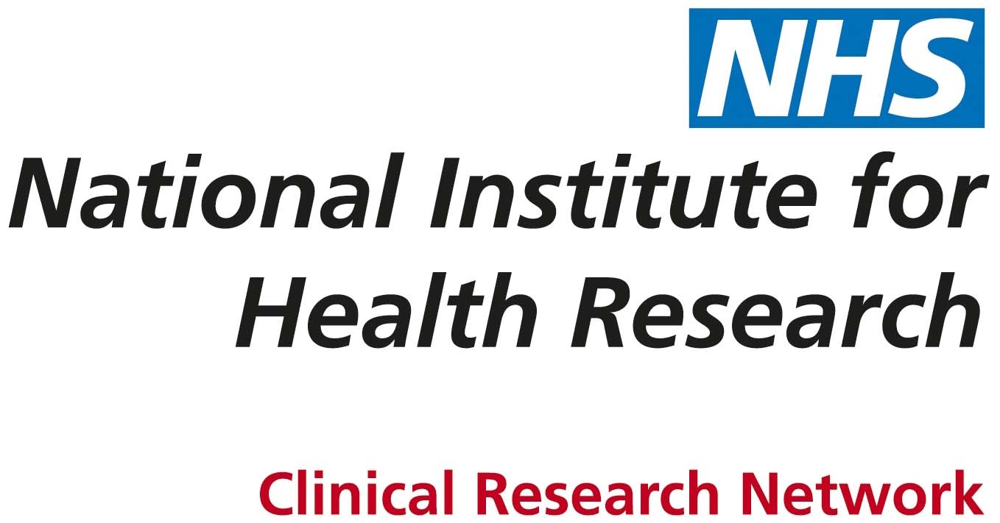 NHS
National Institute for
Health Research
Clinical Research Network